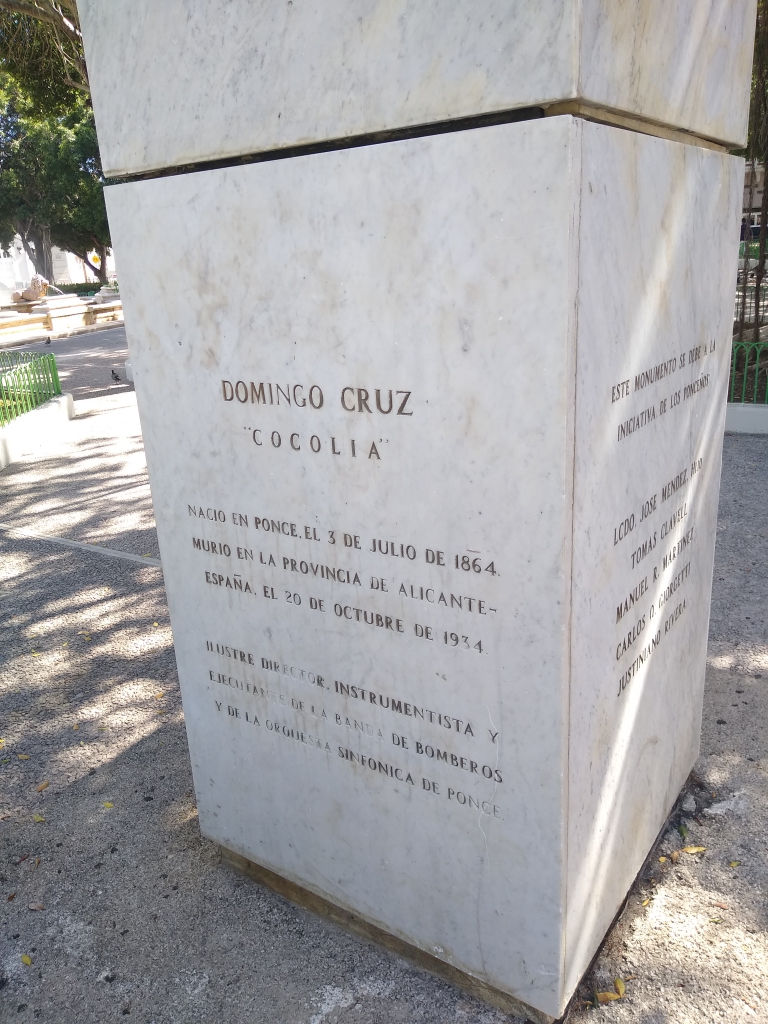 DOMINGO CRUZ
"COCOLIA"
NACIO EN PONCE, EL 3 DE JULIO DE 1864.
MURIO EN LA PROVINCIA DE ALICANTE-
ESPAÑA, EL 20 DE OCTUBRE DE 1934.
ILUSTRE DIRECTOR, INSTRUMENTISTA Y
EJECUTANTE DE LA BANDA DE BOMBEROS
Y DE LA ORQUESTA SINFONICA DE PONCE.
ESTE MONUMENTO SE DEBE A LA
INICIATIVA DE LOS PONCEÑOS:
LCDO. JOSE MENDEZ,
TOMAS CLAVELL
MANUEL R. MARTINEZ
CARLOS O. GIORGETTI
JUSTINIANO RIVERA.